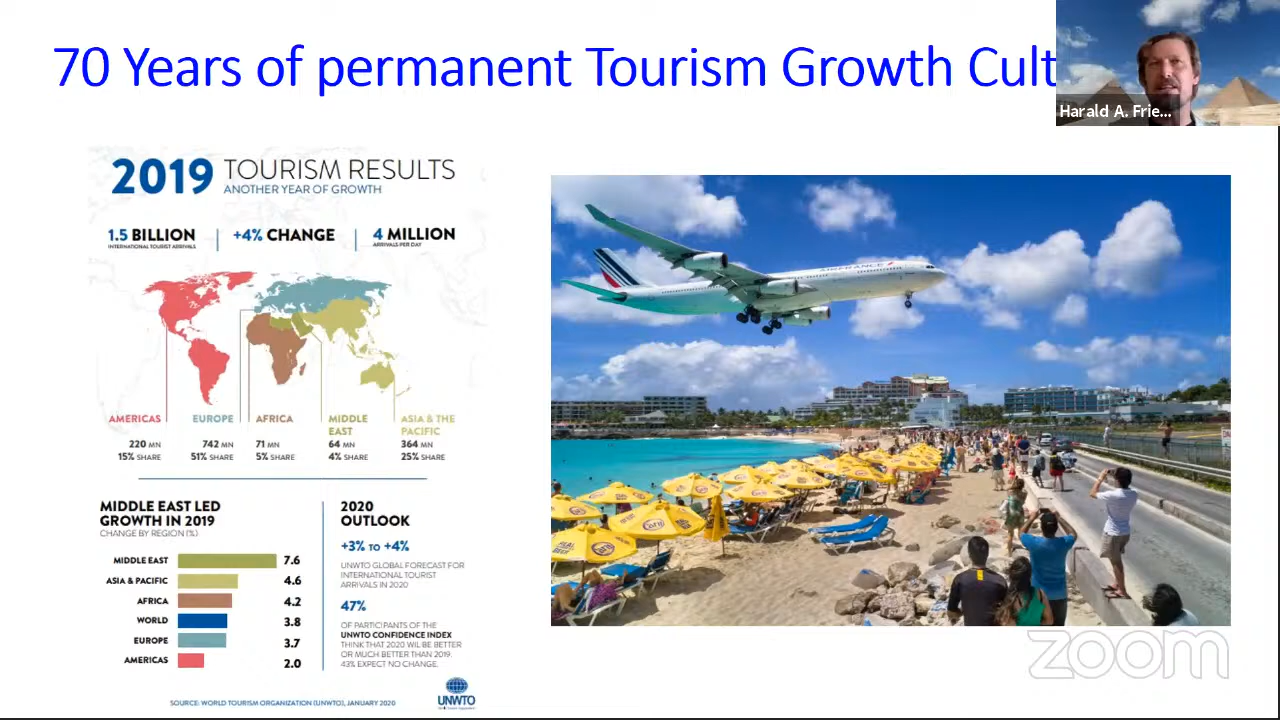 70 Years of permanent Tourism Growth Cult
Harald A. Frie...
2019 TOURISM RESULTS
ANOTHER YEAR OF GROWTH
1.5 BILLION
INTERNATIONAL TOURIST ARRIVALS
+4% CHANGE
4 MILLION
ARRIVALS PER DAY
AMERICAS
220 MN
15% SHARE
EUROPE
742 MN
51% SHARE
AFRICA
71 MN
5% SHARE
MIDDLE
EAST
64 MN
4% SHARE
ASIA & THE
PACIFIC
364 MN
25% SHARE
MIDDLE EAST LED
GROWTH IN 2019
CHANGE BY REGION (%)
MIDDLE EAST 7.6
ASIA & PACIFIC 4.6
AFRICA 4.2
WORLD 3.8
EUROPE 3.7
AMERICAS 2.0
2020
OUTLOOK
+3% TO +4%
UNWTO GLOBAL FORECAST FOR
INTERNATIONAL TOURIST
ARRIVALS IN 2020
47%
OF PARTICIPANTS OF THE
UNWTO CONFIDENCE INDEX
THINK THAT 2020 WIL BE BETTER
OR MUCH BETTER THAN 2019.
43% EXPECT NO CHANGE.
SOURCE: WORLD TOURISM ORGANIZATION (UNWTO), JANUARY 2020
UNWTO
AIRFRANCE
zoom